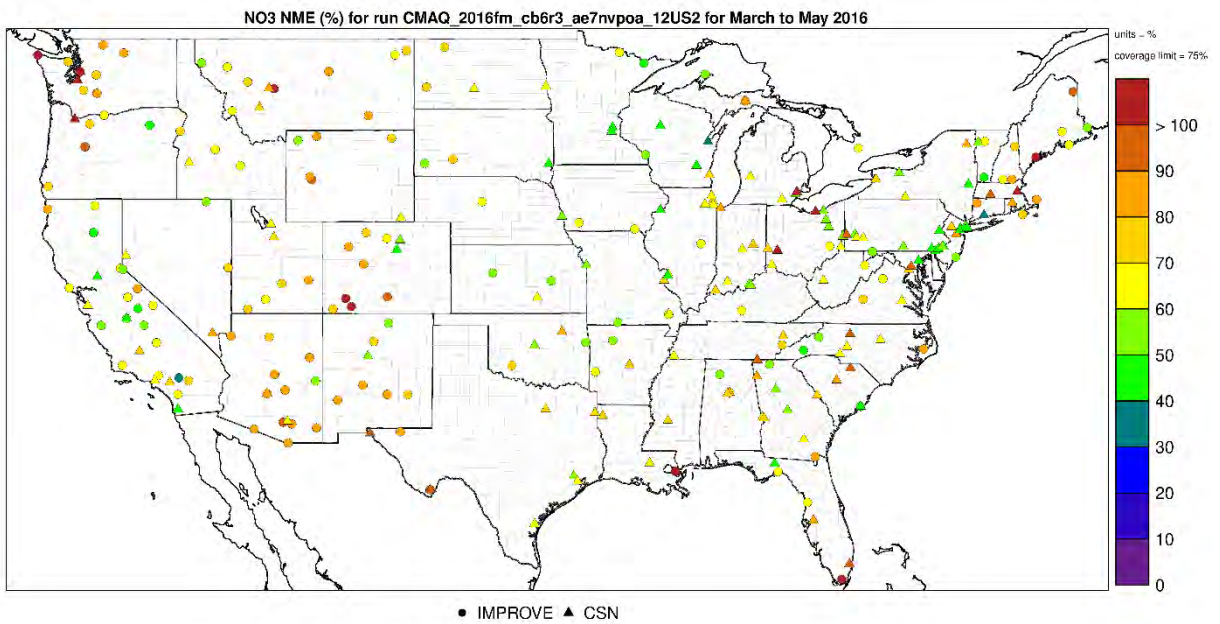 NO3 NME (%) for run CMAQ_2016fm_cb6r3_ae7nvpoa_12US2 for March to May 2016
units = %
coverage limit = 75%
> 100
90
80
70
60
50
40
30
20
10
0
● IMPROVE ▲ CSN